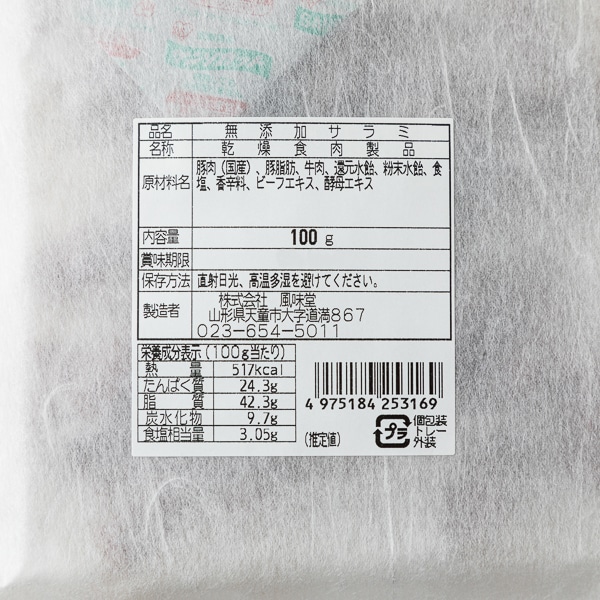 品名 無添加サラミ
名称 乾燥食肉製品
原材料名 豚肉(国産)、豚脂肪、牛肉、還元水飴、粉末水飴、食
塩、香辛料、ビーフエキス、酵母エキス
内容量 100 g
賞味期限
保存方法 直射日光、高温多湿を避けてください。
製造者 株式会社 風味堂
山形県天童市大字道満867
023-654-5011
栄養成分表示(100g当たり)
熱量 517kcal
たんぱく質 24.3g
脂質 42.3g
炭水化物 9.7g
食塩相当量 3.05g
(推定値)
4 975184 253169
プラ
個包装
トレー
外装